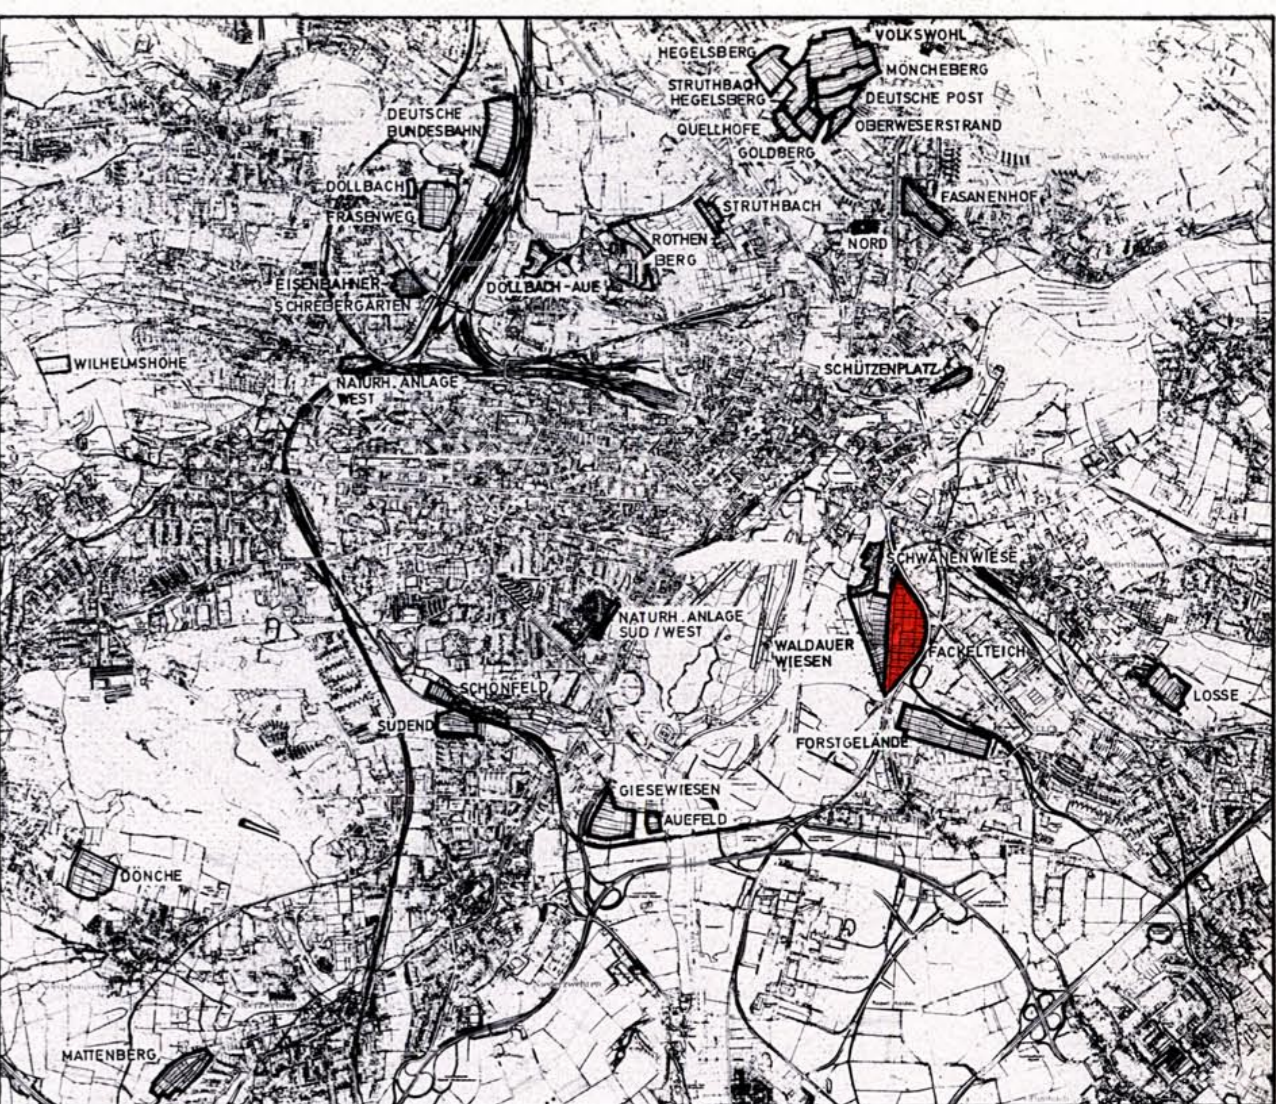 VOLKSWOHL
HEGELSBERG
MÖNCHEBERG
STRUTHBACH
HEGELSBERG
DEUTSCHE POST
QUELLHOFE
OBERWESERSTRAND
GOLDBERG
DEUTSCHE
BUNDESBAHN
DÖLLBACH
FRASENWEG
STRUTHBACH
FASANENHOF
ROTHEN
BERG
NORD
EISENBAHNER-
SCHREBERGÄRTEN
DÖLLBACH-AUE
WILHELMSHÖHE
NATURH. ANLAGE
WEST
SCHÜTZENPLATZ
SCHWANENWIESE
NATURH. ANLAGE
SÜD / WEST
WALDAUER
WIESEN
FACKELTEICH
LOSSE
SCHÖNFELD
SÜDEND
FORSTGELÄNDE
GIESEWIESEN
AUEFELD
DÖNCHE
MATTENBERG